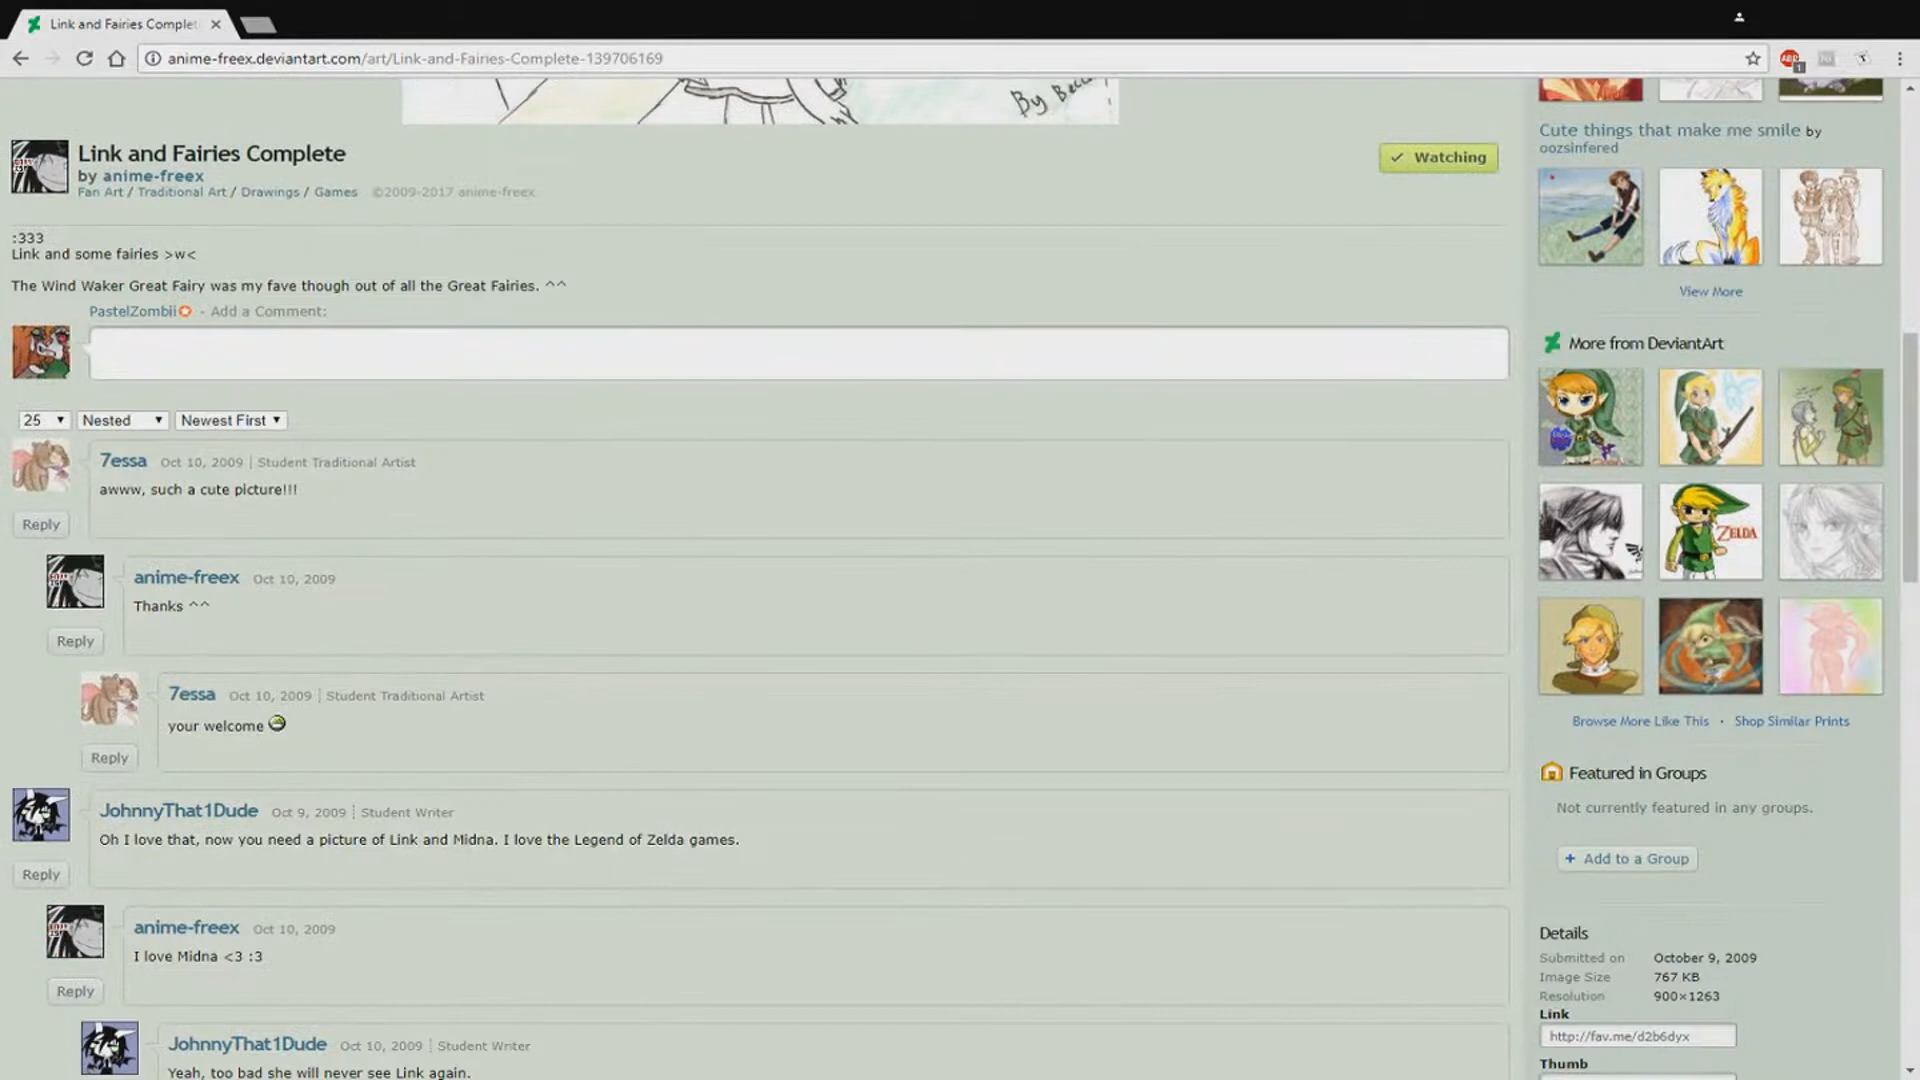 Link and Fairies Complet
anime-freex.deviantart.com/art/Link-and-Fairies-Complete-139706169
ABP
1
By Becc
Link and Fairies Complete
by anime-freex
Fan Art / Traditional Art / Drawings / Games ©2009-2017 anime-freex
✓ Watching
:333
Link and some fairies >w<
The Wind Waker Great Fairy was my fave though out of all the Great Fairies. ^^
PastelZombii - Add a Comment:
25 Nested Newest First
7essa Oct 10, 2009 | Student Traditional Artist
awww, such a cute picture!!!
Reply
anime-freex Oct 10, 2009
Thanks ^^
Reply
7essa Oct 10, 2009 | Student Traditional Artist
your welcome
Reply
JohnnyThat1Dude Oct 9, 2009 | Student Writer
Oh I love that, now you need a picture of Link and Midna. I love the Legend of Zelda games.
Reply
anime-freex Oct 10, 2009
I love Midna <3 :3
Reply
JohnnyThat1Dude Oct 10, 2009 | Student Writer
Yeah, too bad she will never see Link again.
Cute things that make me smile by
oozsinfered
View More
More from DeviantArt
ZELDA
Browse More Like This · Shop Similar Prints
Featured in Groups
Not currently featured in any groups.
+ Add to a Group
Details
Submitted on October 9, 2009
Image Size 767 KB
Resolution 900×1263
Link
http://fav.me/d2b6dyx
Thumb